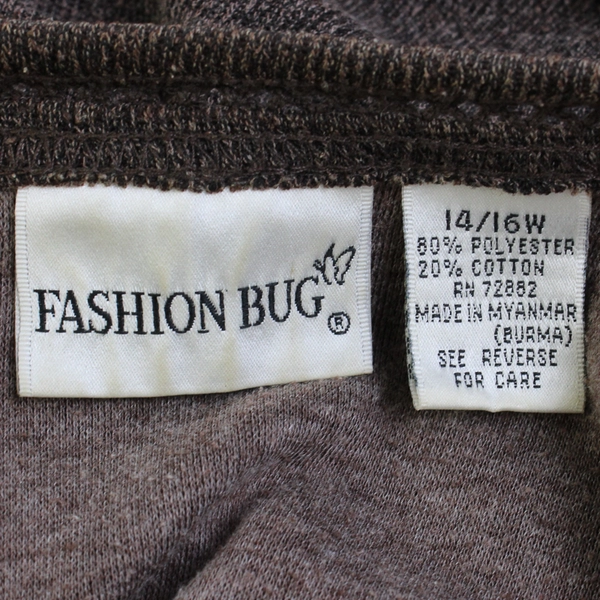 FASHION BUG®
14/16W
80% POLYESTER
20% COTTON
RN 72882
MADE IN MYANMAR
(BURMA)
SEE REVERSE
FOR CARE